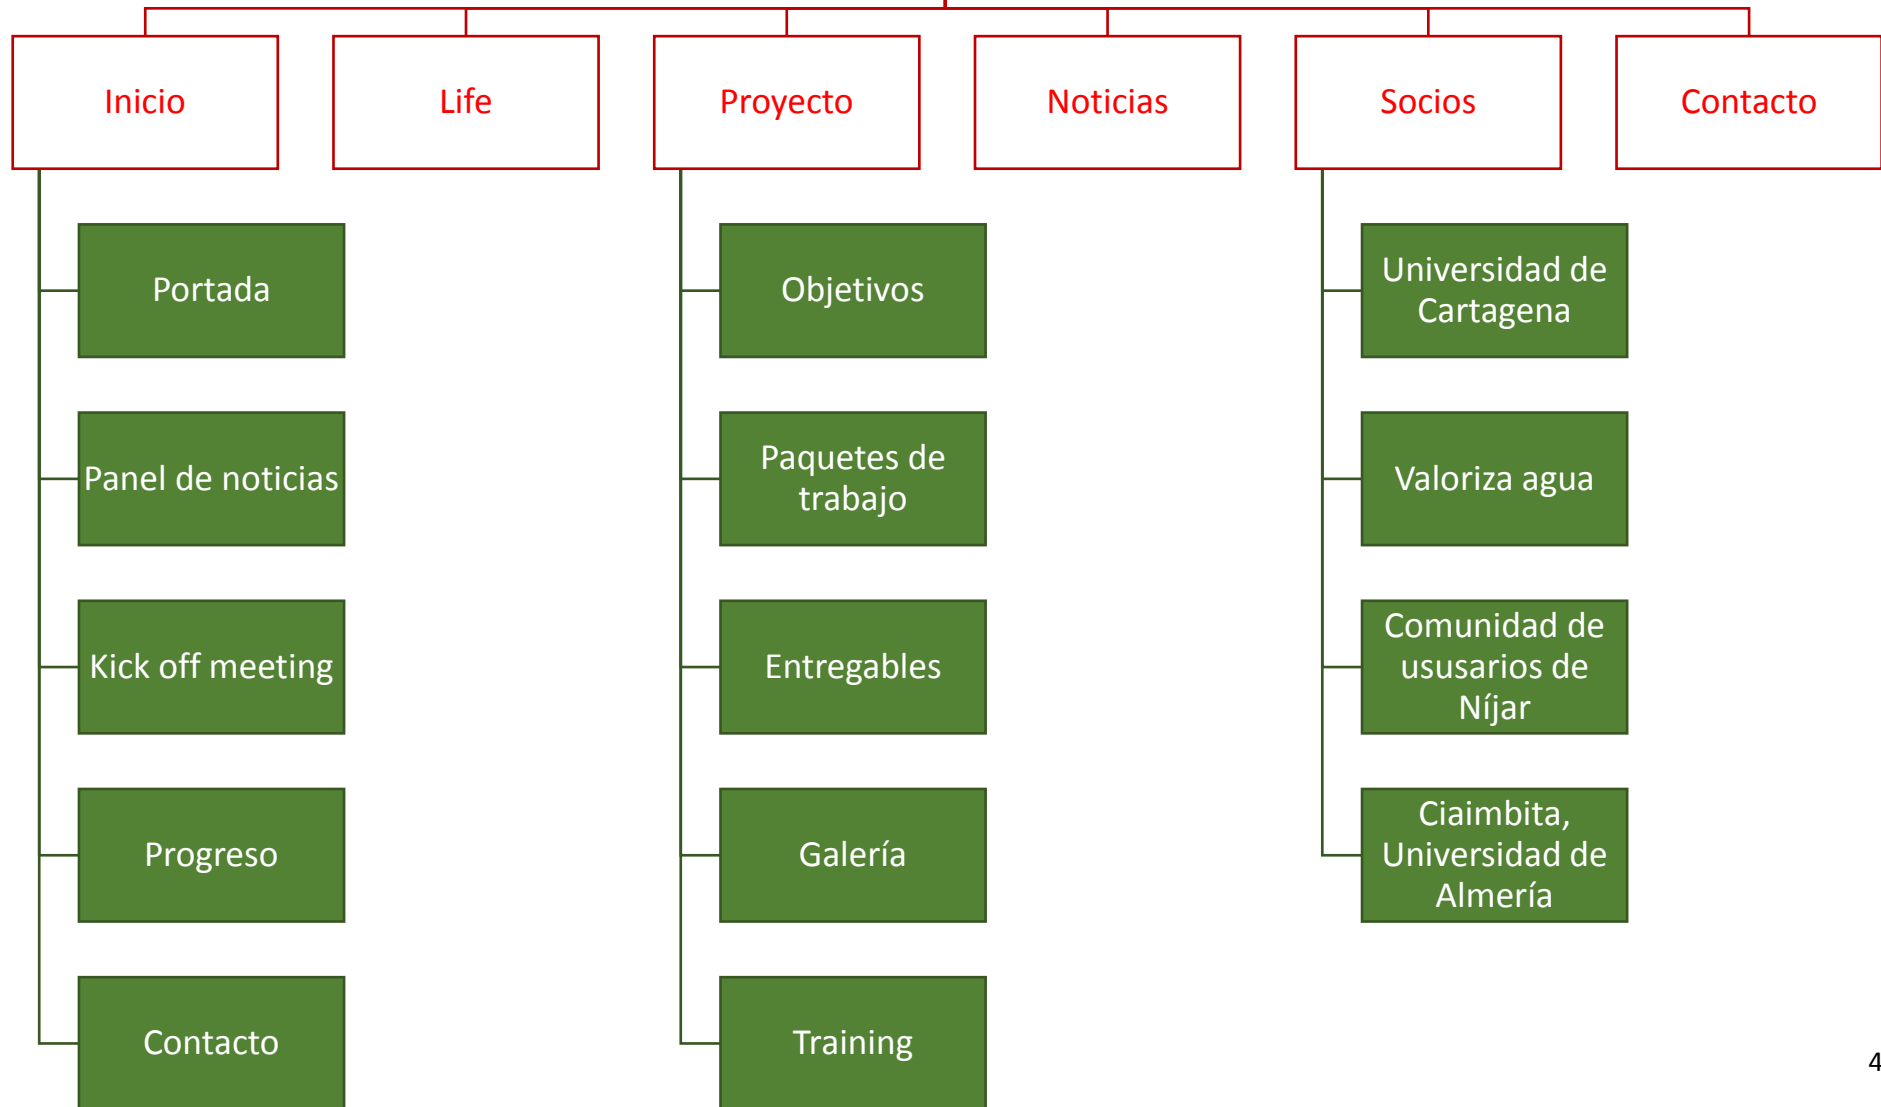 Inicio
Life
Proyecto
Noticias
Socios
Contacto
Portada
Panel de noticias
Kick off meeting
Progreso
Contacto
Objetivos
Paquetes de
trabajo
Entregables
Galería
Training
Universidad de
Cartagena
Valoriza agua
Comunidad de
ususarios de
Níjar
Ciaimbita,
Universidad de
Almería
4